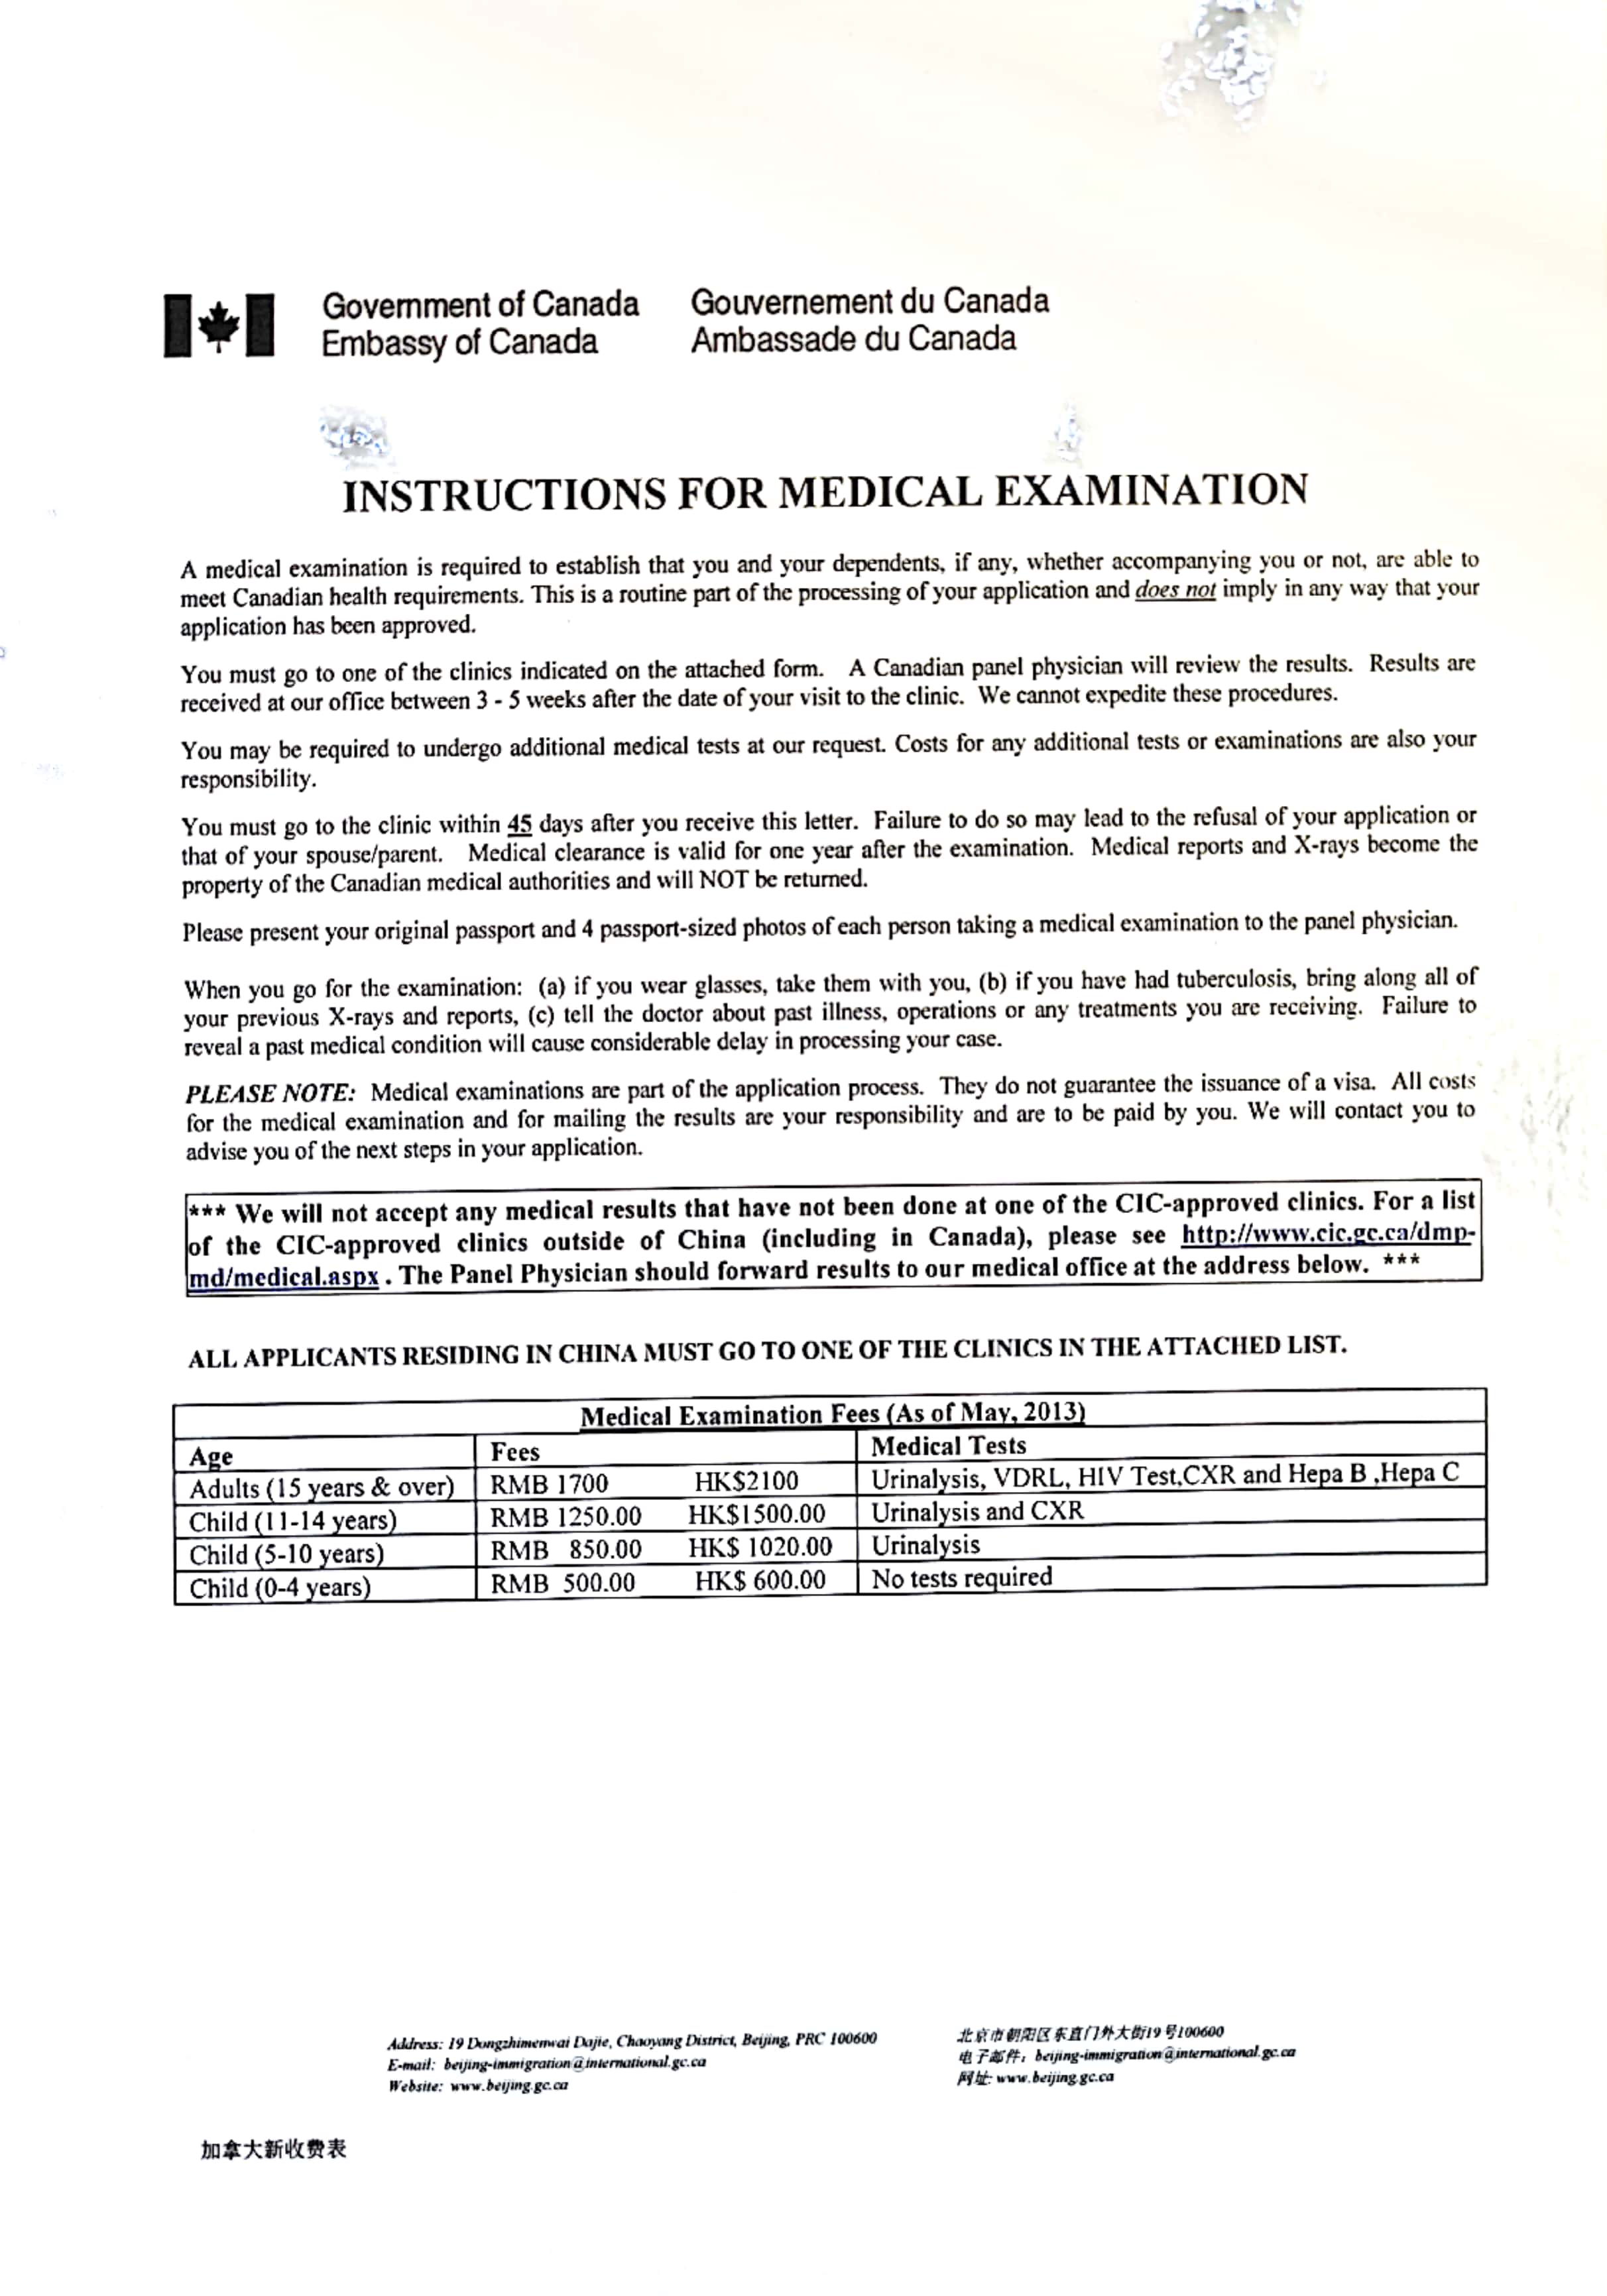 Government of Canada Gouvernement du Canada
Embassy of Canada Ambassade du Canada
INSTRUCTIONS FOR MEDICAL EXAMINATION
A medical examination is required to establish that you and your dependents, if any, whether accompanying you or not, are able to
meet Canadian health requirements. This is a routine part of the processing of your application and does not imply in any way that your
application has been approved.
You must go to one of the clinics indicated on the attached form. A Canadian panel physician will review the results. Results are
received at our office between 3 - 5 weeks after the date of your visit to the clinic. We cannot expedite these procedures.
You may be required to undergo additional medical tests at our request. Costs for any additional tests or examinations are also your
responsibility.
You must go to the clinic within 45 days after you receive this letter. Failure to do so may lead to the refusal of your application or
that of your spouse/parent. Medical clearance is valid for one year after the examination. Medical reports and X-rays become the
property of the Canadian medical authorities and will NOT be returned.
Please present your original passport and 4 passport-sized photos of each person taking a medical examination to the panel physician.
When you go for the examination: (a) if you wear glasses, take them with you, (b) if you have had tuberculosis, bring along all of
your previous X-rays and reports, (c) tell the doctor about past illness, operations or any treatments you are receiving. Failure to
reveal a past medical condition will cause considerable delay in processing your case.
PLEASE NOTE: Medical examinations are part of the application process. They do not guarantee the issuance of a visa. All costs
for the medical examination and for mailing the results are your responsibility and are to be paid by you. We will contact you to
advise you of the next steps in your application.
*** We will not accept any medical results that have not been done at one of the CIC-approved clinics. For a list
of the CIC-approved clinics outside of China (including in Canada), please see http://www.cic.gc.ca/dmp-
md/medical.aspx . The Panel Physician should forward results to our medical office at the address below. ***
ALL APPLICANTS RESIDING IN CHINA MUST GO TO ONE OF THE CLINICS IN THE ATTACHED LIST.
Medical Examination Fees (As of May, 2013)
Age Fees Medical Tests
Adults (15 years & over) RMB 1700 HK$2100 Urinalysis, VDRL, HIV Test,CXR and Hepa B ,Hepa C
Child (11-14 years) RMB 1250.00 HK$1500.00 Urinalysis and CXR
Child (5-10 years) RMB 850.00 HK$ 1020.00 Urinalysis
Child (0-4 years) RMB 500.00 HK$ 600.00 No tests required
Address: 19 Dongzhimenwai Dajie, Chaoyang District, Beijing, PRC 100600 北京市朝阳区东直门外大街19号100600
E-mail: beijing-immigration@international.gc.ca 电子邮件：beijing-immigration@international.gc.ca
Website: www.beijing.gc.ca 网址: www.beijing.gc.ca
加拿大新收费表